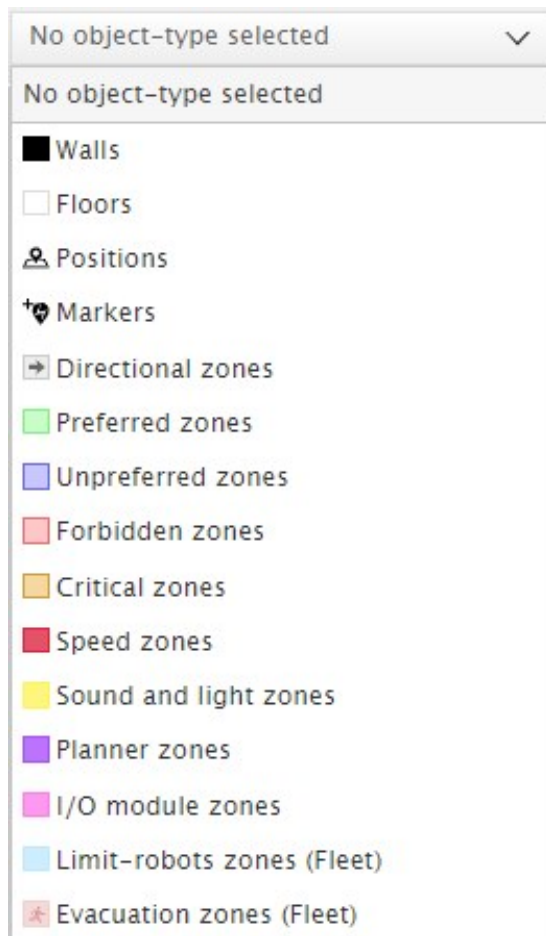 No object-type selected
No object-type selected
Walls
Floors
Positions
Markers
Directional zones
Preferred zones
Unpreferred zones
Forbidden zones
Critical zones
Speed zones
Sound and light zones
Planner zones
I/O module zones
Limit-robots zones (Fleet)
Evacuation zones (Fleet)